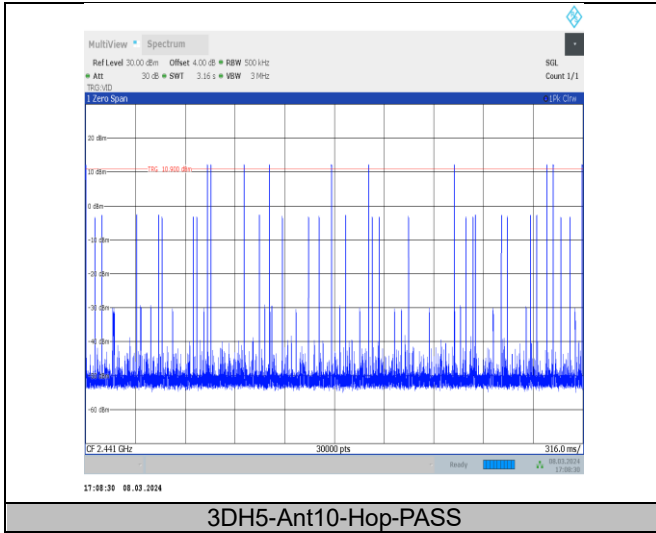 MultiView Spectrum
Ref Level 30.00 dBm Offset 4.00 dB RBW 500 kHz SGL
Att 30 dB SWT 3.16 s VBW 3 MHz Count 1/1
TRG:VID
1 Zero Span 1Pk Clrw
20 dBm
TRG 10.900 dBm
10 dBm
0 dBm
-10 dBm
-20 dBm
-30 dBm
-40 dBm
-60 dBm
CF 2.441 GHz 30000 pts 316.0 ms/
Ready 08.03.2024
17:08:30
17:08:30 08.03.2024
3DH5-Ant10-Hop-PASS